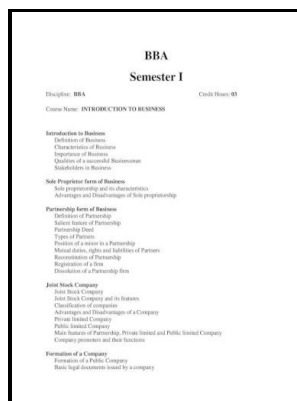 BBA
Semester I
Discipline: BBA Credit Hours: 03
Course Name: INTRODUCTION TO BUSINESS
Introduction to Business
Definition of Business
Characteristics of Business
Importance of Business
Qualities of a successful Businessman
Stakeholders in Business
Sole Proprietor form of Business
Sole proprietorship and its characteristics
Advantages and Disadvantages of Sole proprietorship
Partnership form of Business
Definition of Partnership
Salient feature of Partnership
Partnership Deed
Types of Partners
Position of a minor in a Partnership
Mutual duties, rights and liabilities of Partners
Reconstitution of Partnership
Registration of a firm
Dissolution of a Partnership firm
Joint Stock Company
Joint Stock Company
Joint Stock Company and its features
Classification of companies
Advantages and Disadvantages of a Company
Private limited Company
Public limited Company
Main features of Partnership, Private limited and Public limited Company
Company promoters and their functions
Formation of a Company
Formation of a Public Company
Basic legal documents issued by a company